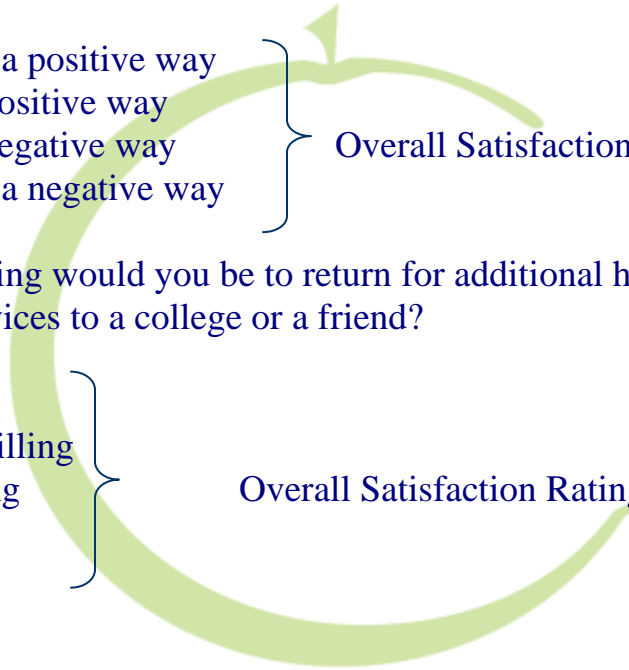 a positive way
ositive way
egative way
Overall Satisfaction
a negative way
ing would you be to return for additional h
vices to a college or a friend?
illing
g
Overall Satisfaction Rating